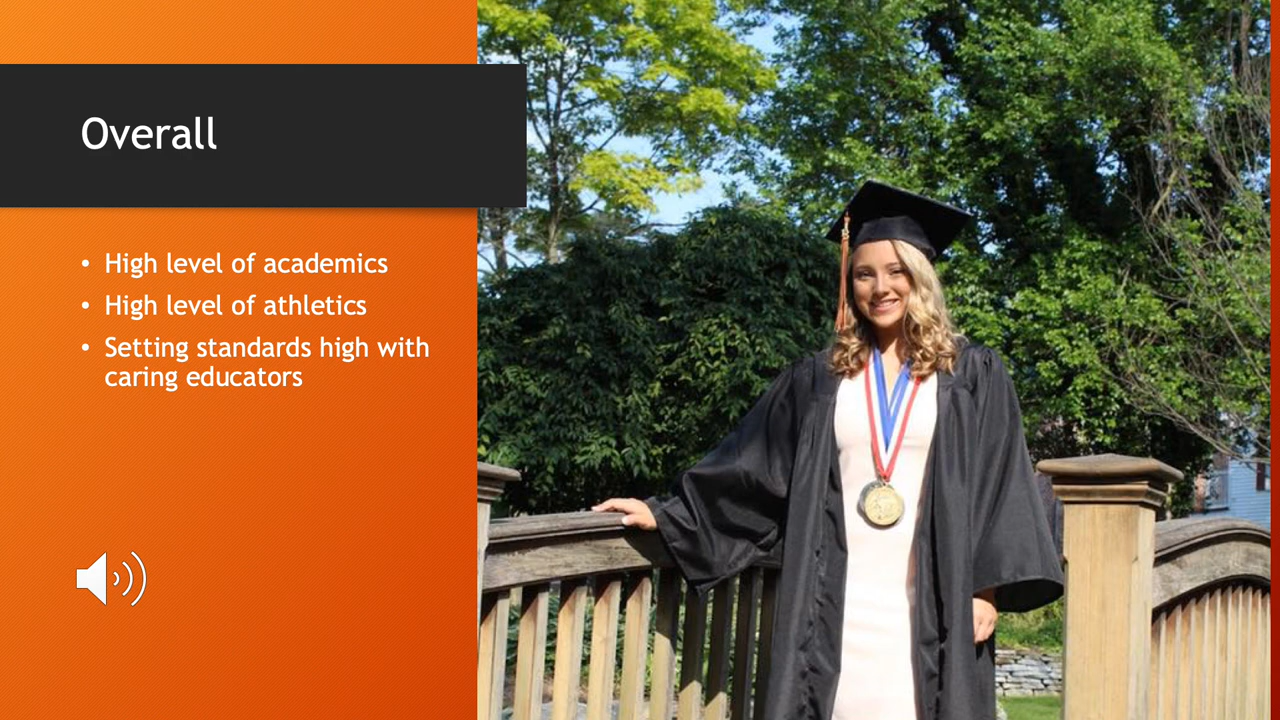 Overall
• High level of academics
• High level of athletics
• Setting standards high with
caring educators